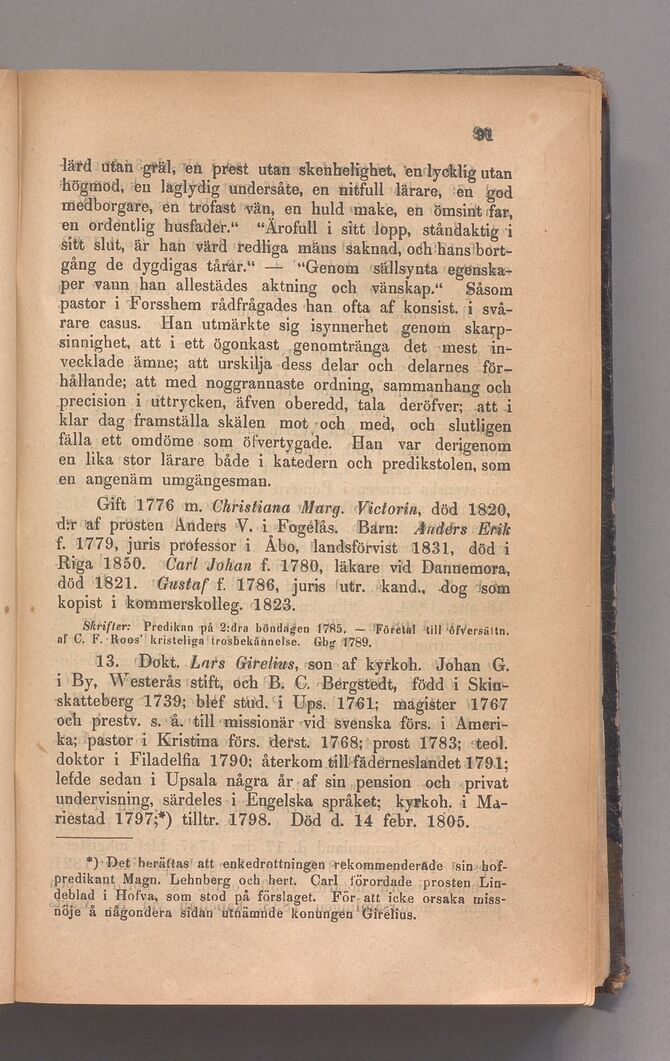 91
lärd utan gräl, en prest utan skenhelighet, en lycklig utan
högmod, en laglydig undersåte, en nitfull lärare, en god
medborgare, en trofast vän, en huld make, en ömsint far,
en ordentlig husfader.“ “Ärofull i sitt lopp, ståndaktig i
sitt slut, är han värd redliga mäns saknad, och hans bort-
gång de dygdigas tårar.“ — “Genom sällsynta egenska-
per vann han allestädes aktning och vänskap.“ Såsom
pastor i Forsshem rådfrågades han ofta af konsist. i svå-
rare casus. Han utmärkte sig isynnerhet genom skarp-
sinnighet, att i ett ögonkast genomtränga det mest in-
vecklade ämne; att urskilja dess delar och delarnes för-
hållande; att med noggrannaste ordning, sammanhang och
precision i uttrycken, äfven oberedd, tala deröfver; att i
klar dag framställa skälen mot och med, och slutligen
fälla ett omdöme som öfvertygade. Han var derigenom
en lika stor lärare både i katedern och predikstolen, som
en angenäm umgängesman.
Gift 1776 m. Christiana Marg. Victorin, död 1820,
d:r af prosten Anders V. i Fogelås. Barn: Anders Erik
f. 1779, juris professor i Åbo, landsförvist 1831, död i
Riga 1850. Carl Johan f. 1780, läkare vid Dannemora,
död 1821. Gustaf f. 1786, juris utr. kand., dog som
kopist i kommerskolleg. 1823.
Skrifter: Predikan på 2:dra böndagen 1785. — Företal till öfversättn.
af C. F. Roos' kristeliga trosbekännelse. Gbg 1789.
13. Dokt. Lars Girelius, son af kyrkoh. Johan G.
i By, Westerås stift, och B. C. Bergstedt, född i Skin-
skatteberg 1739; blef stud. i Ups. 1761; magister 1767
och prestv. s. å. till missionär vid svenska förs. i Ameri-
ka; pastor i Kristina förs. derst. 1768; prost 1783; teol.
doktor i Filadelfia 1790; återkom till fäderneslandet 1791;
lefde sedan i Upsala några år af sin pension och privat
undervisning, särdeles i Engelska språket; kyrkoh. i Ma-
riestad 1797;*) tilltr. 1798. Död d. 14 febr. 1805.
*) Det berättas att enkedrottningen rekommenderade sin hof-
predikant Magn. Lehnberg och hert. Carl förordade prosten Lin-
deblad i Hofva, som stod på förslaget. För att icke orsaka miss-
nöje å någondera sidan utnämnde konungen Girelius.